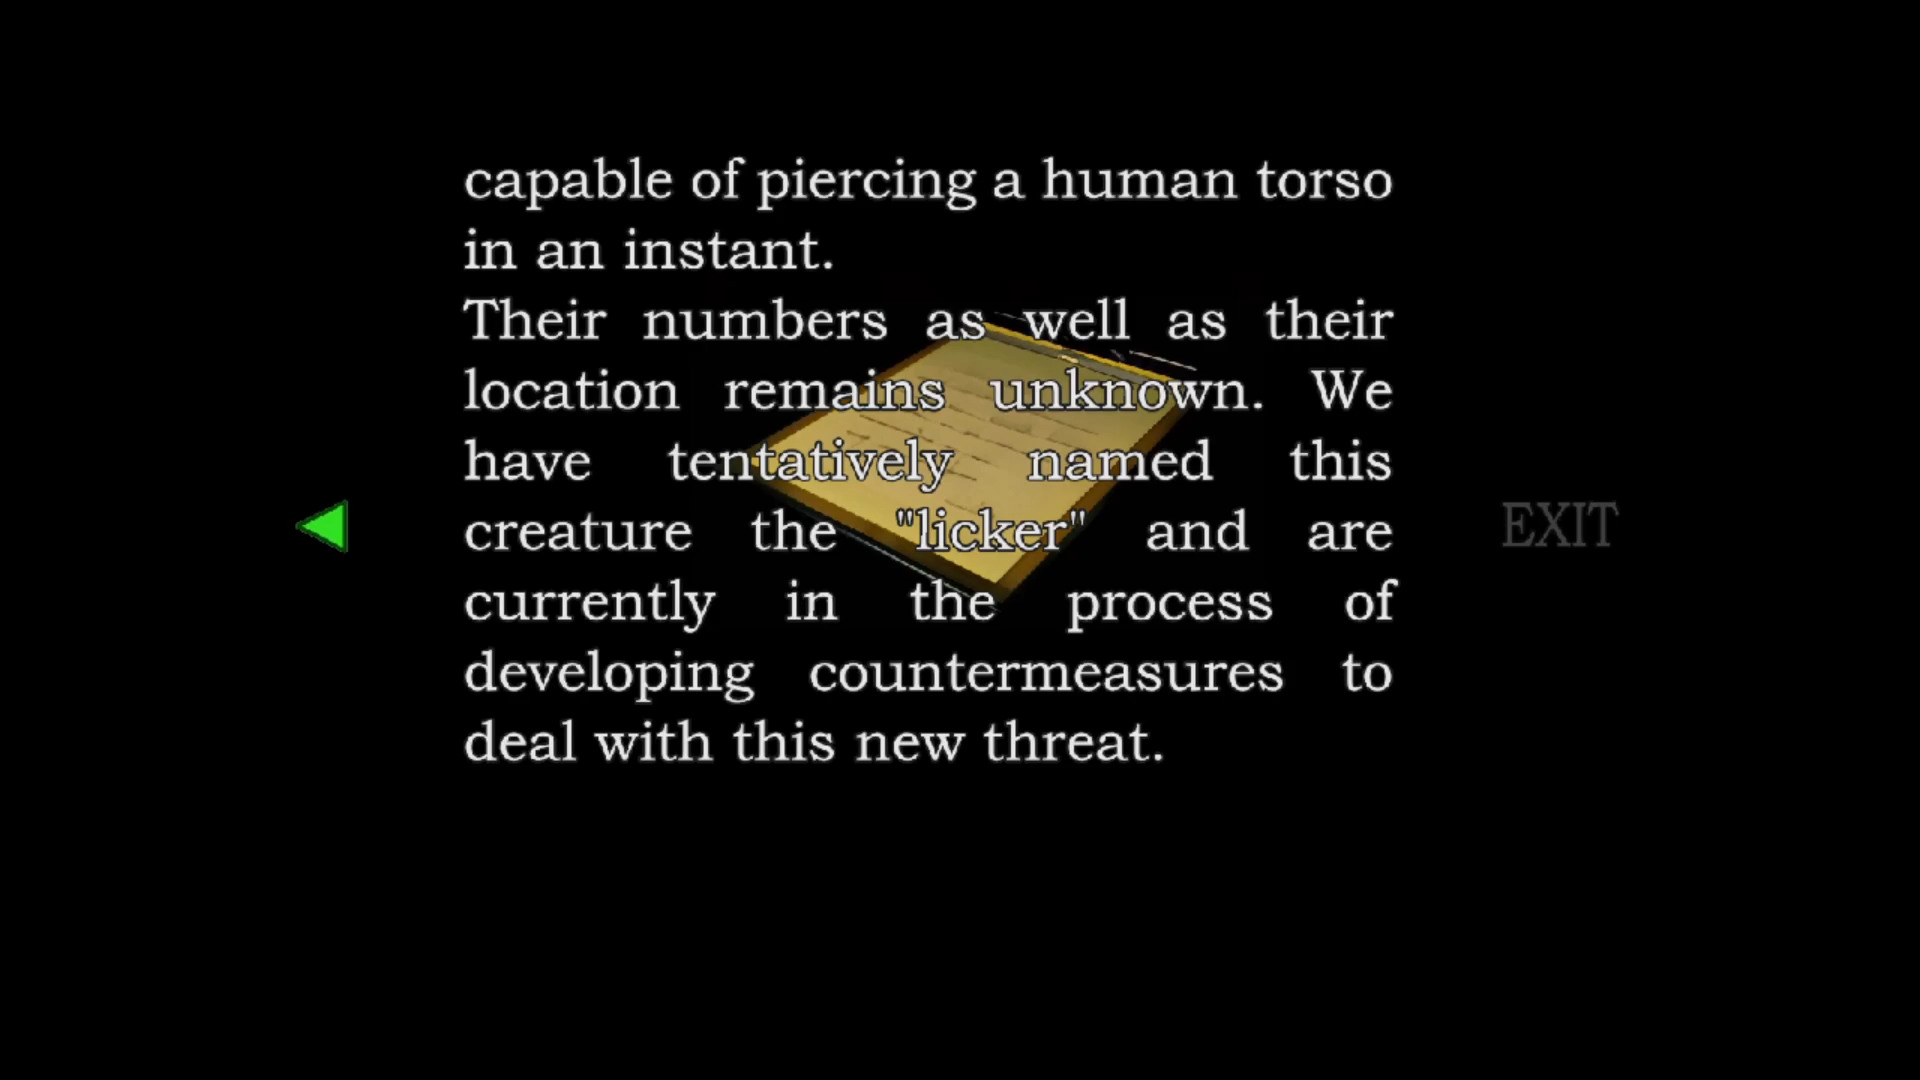 capable of piercing a human torso
in an instant.
Their numbers as well as their
location remains unknown. We
have tentatively named this
creature the "licker" and are
currently in the process of
developing countermeasures to
deal with this new threat.
EXIT